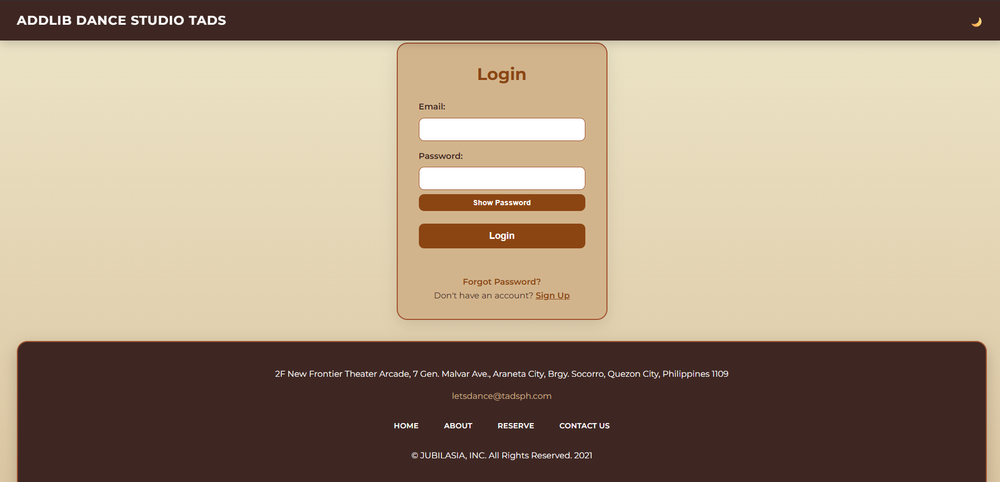 ADDLIB DANCE STUDIO TADS
Login
Email:
Password:
Show Password
Login
Forgot Password?
Don't have an account? Sign Up
2F New Frontier Theater Arcade, 7 Gen. Malvar Ave., Araneta City, Brgy. Socorro, Quezon City, Philippines 1109
letsdance@tadsph.com
HOME ABOUT RESERVE CONTACT US
© JUBILASIA, INC. All Rights Reserved. 2021